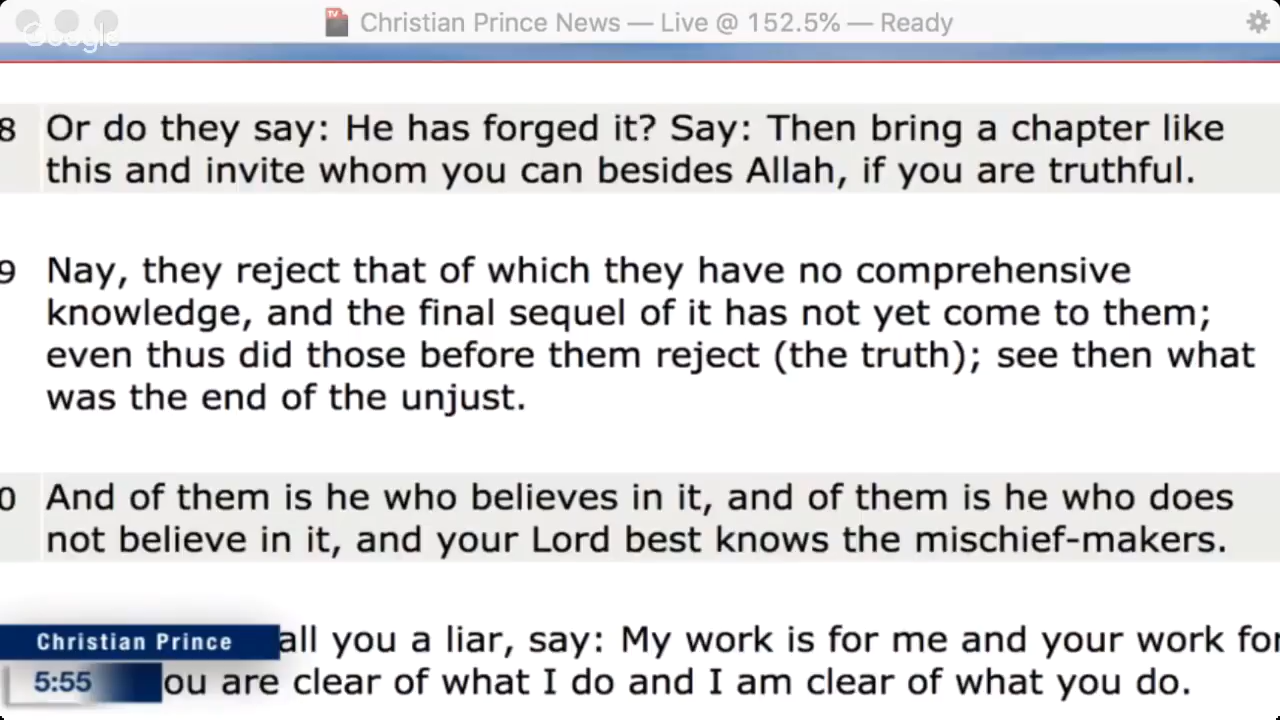 Christian Prince News — Live @ 152.5% — Ready
Google
TV
8 Or do they say: He has forged it? Say: Then bring a chapter like
this and invite whom you can besides Allah, if you are truthful.
9 Nay, they reject that of which they have no comprehensive
knowledge, and the final sequel of it has not yet come to them;
even thus did those before them reject (the truth); see then what
was the end of the unjust.
0 And of them is he who believes in it, and of them is he who does
not believe in it, and your Lord best knows the mischief-makers.
all you a liar, say: My work is for me and your work for
ou are clear of what I do and I am clear of what you do.
Christian Prince
5:55